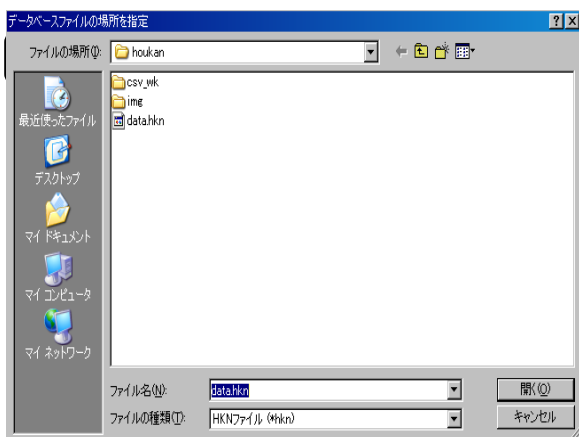 データベースファイルの場所を指定
ファイルの場所(I):
houkan
最近使ったファイル
デスクトップ
マイ ドキュメント
マイ コンピュータ
マイ ネットワーク
csv_wk
img
data.hkn
ファイル名(N):
data.hkn
開く(O)
ファイルの種類(T):
HKNファイル (*hkn)
キャンセル